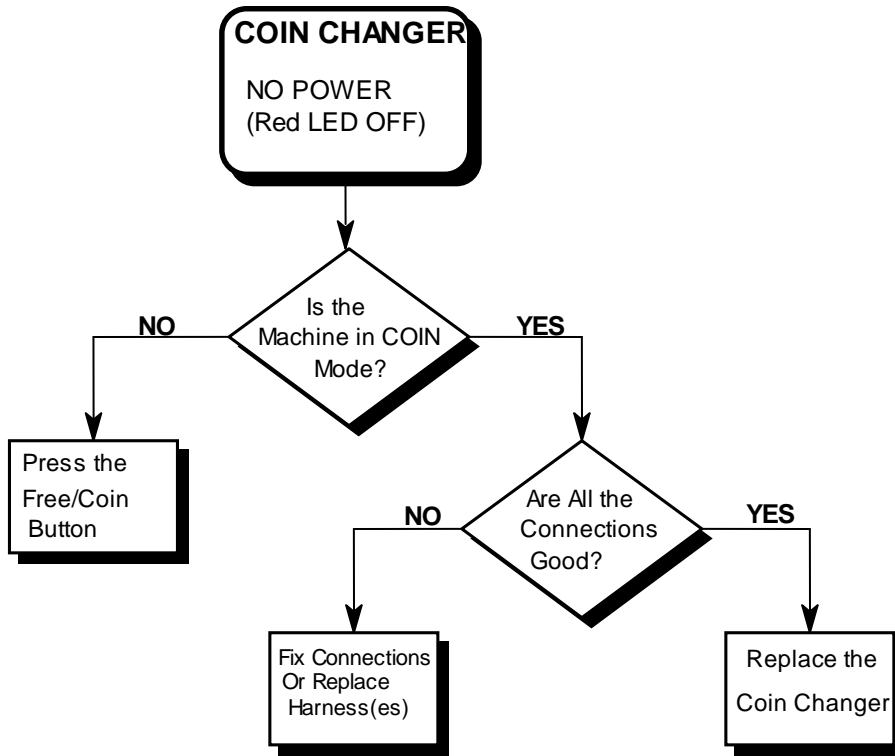 COIN CHANGER
NO POWER
(Red LED OFF)
Is the
Machine in COIN
Mode?
NO
YES
Press the
Free/Coin
Button
Are All the
Connections
Good?
NO
YES
Fix Connections
Or Replace
Harness(es)
Replace the
Coin Changer